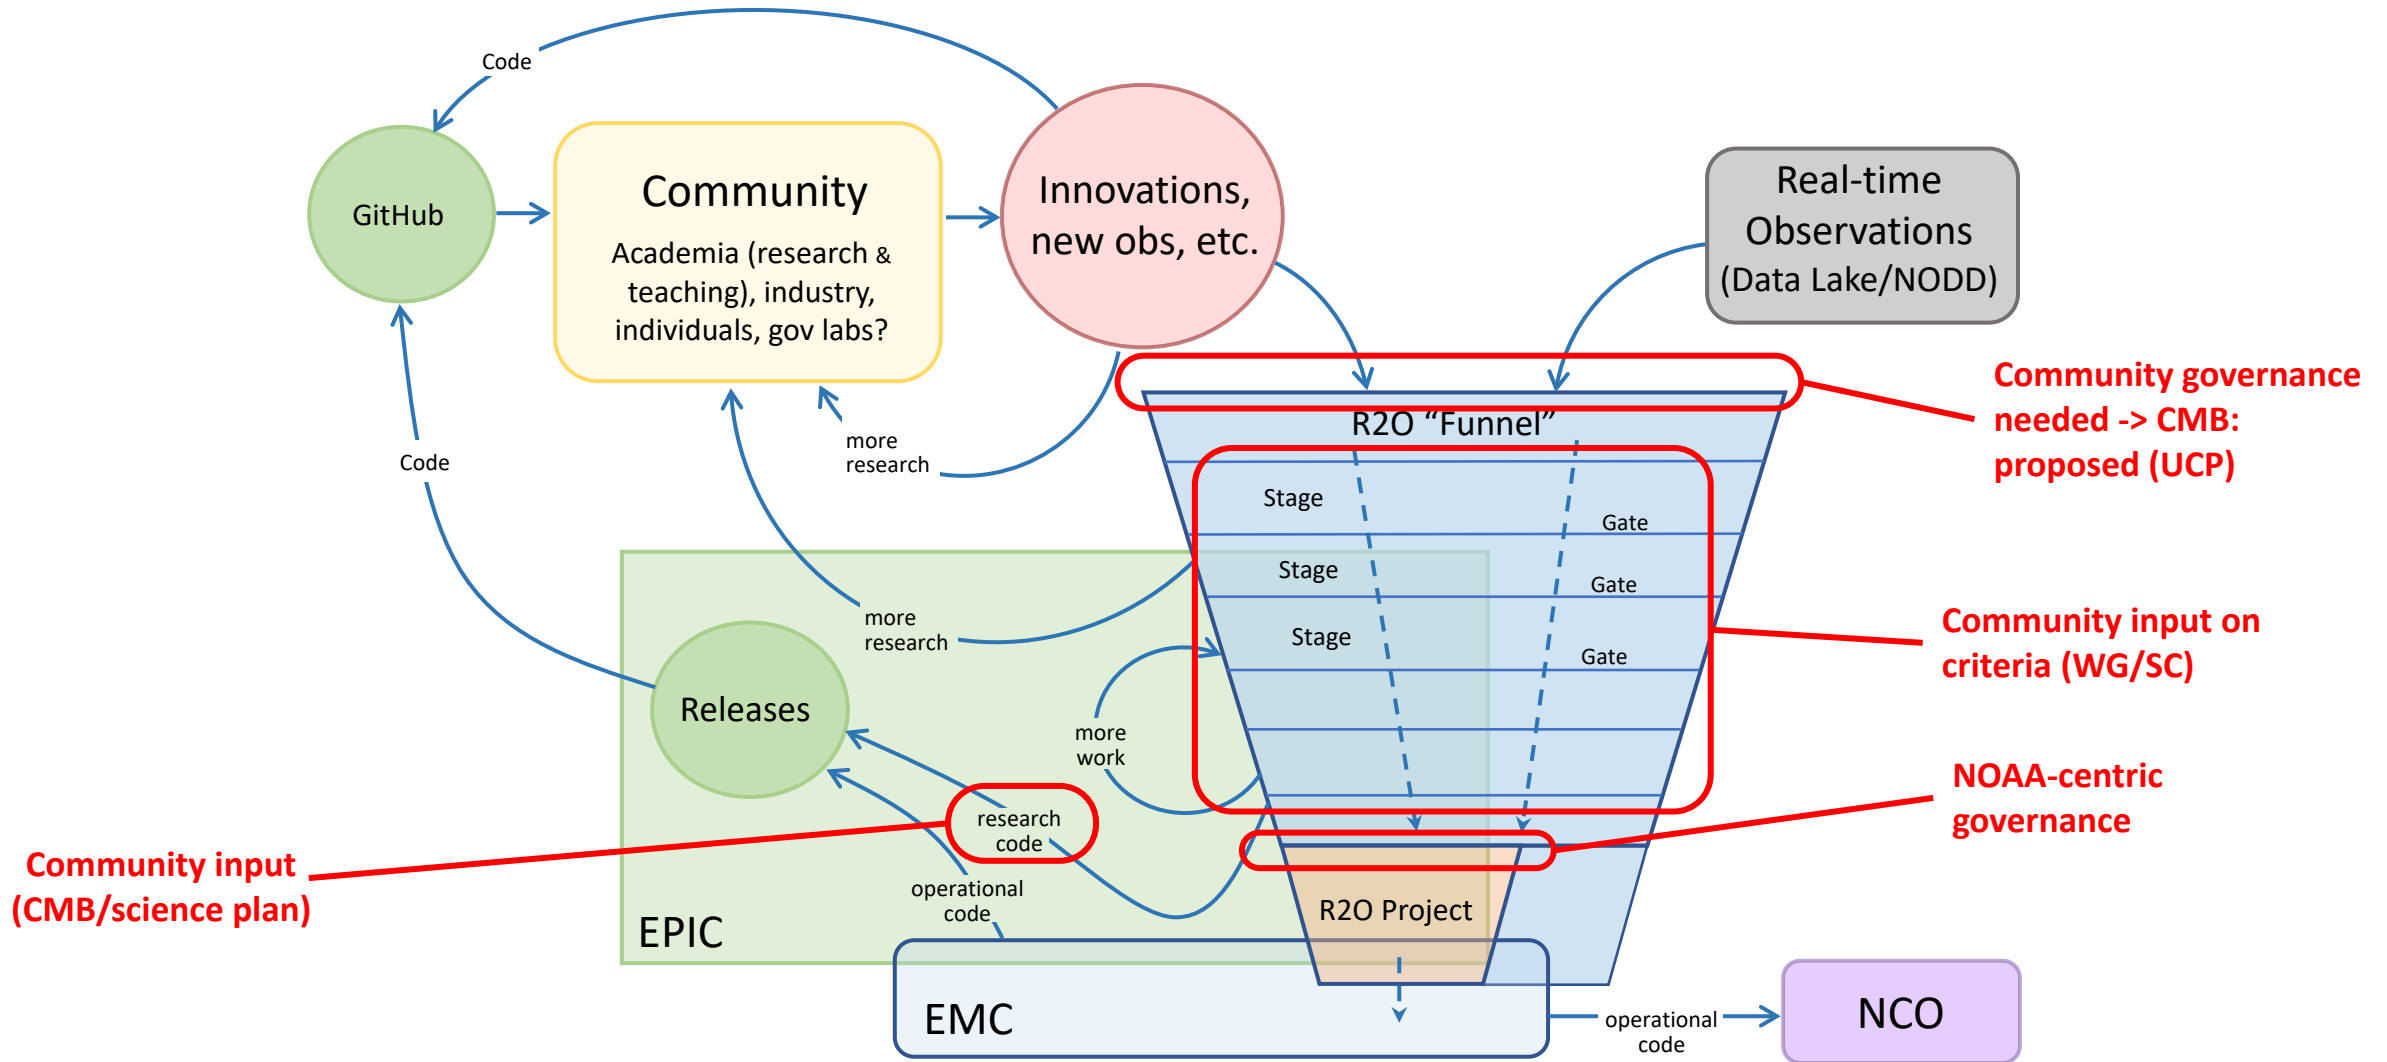 Code
GitHub
Community
Academia (research &
teaching), industry,
individuals, gov labs?
Innovations,
new obs, etc.
Real-time
Observations
(Data Lake/NODD)
Community governance
needed -> CMB:
proposed (UCP)
R2O “Funnel”
more
research
Code
Stage
Gate
Stage
Gate
Stage
Gate
more
research
Community input on
criteria (WG/SC)
Releases
more
work
NOAA-centric
governance
research
code
Community input
(CMB/science plan)
operational
code
R2O Project
EPIC
EMC
operational
code
NCO